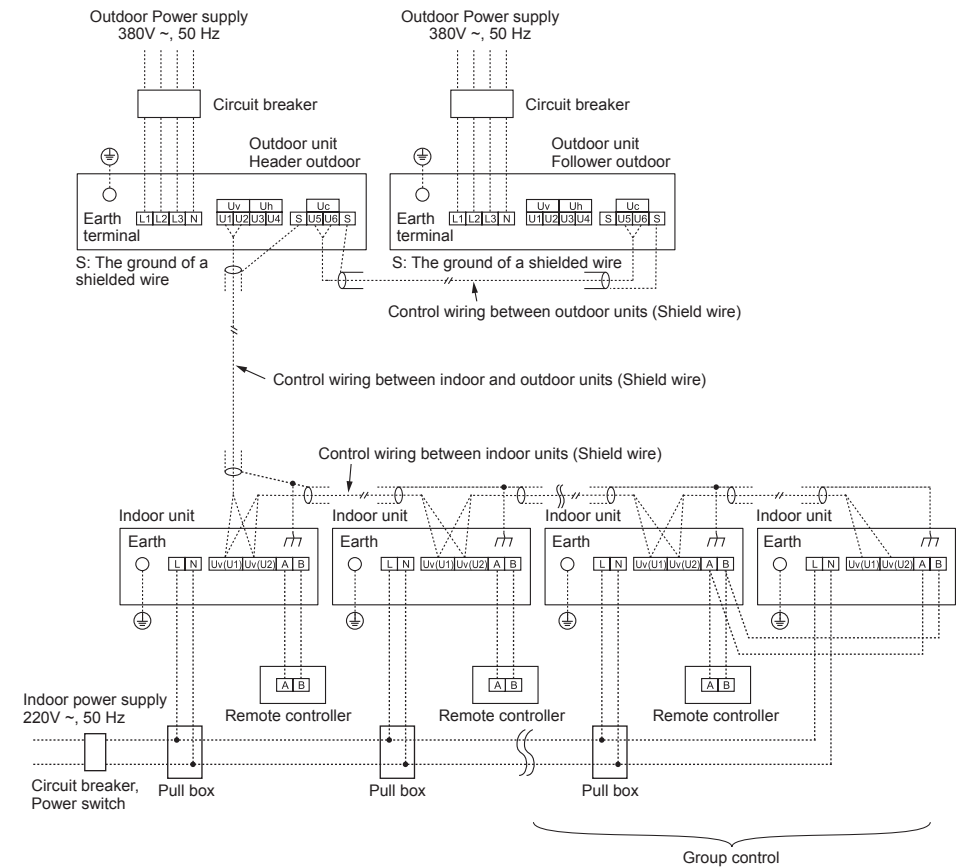 Outdoor Power supply
380V ~, 50 Hz
Outdoor Power supply
380V ~, 50 Hz
Circuit breaker
Circuit breaker
Outdoor unit
Header outdoor
Outdoor unit
Follower outdoor
Earth
terminal
L1 L2 L3 N
Uv Uh
U1 U2 U3 U4
Uc
S U5 U6 S
Earth
terminal
L1 L2 L3 N
Uv Uh
U1 U2 U3 U4
Uc
S U5 U6 S
S: The ground of a
shielded wire
S: The ground of a shielded wire
Control wiring between outdoor units (Shield wire)
Control wiring between indoor and outdoor units (Shield wire)
Control wiring between indoor units (Shield wire)
Indoor unit
Indoor unit
Indoor unit
Indoor unit
Earth
L N Uv(U1) Uv(U2) A B
Earth
L N Uv(U1) Uv(U2) A B
Earth
L N Uv(U1) Uv(U2) A B
Earth
L N Uv(U1) Uv(U2) A B
A B
A B
A B
Remote controller
Remote controller
Remote controller
Indoor power supply
220V ~, 50 Hz
Circuit breaker,
Power switch
Pull box
Pull box
Pull box
Group control